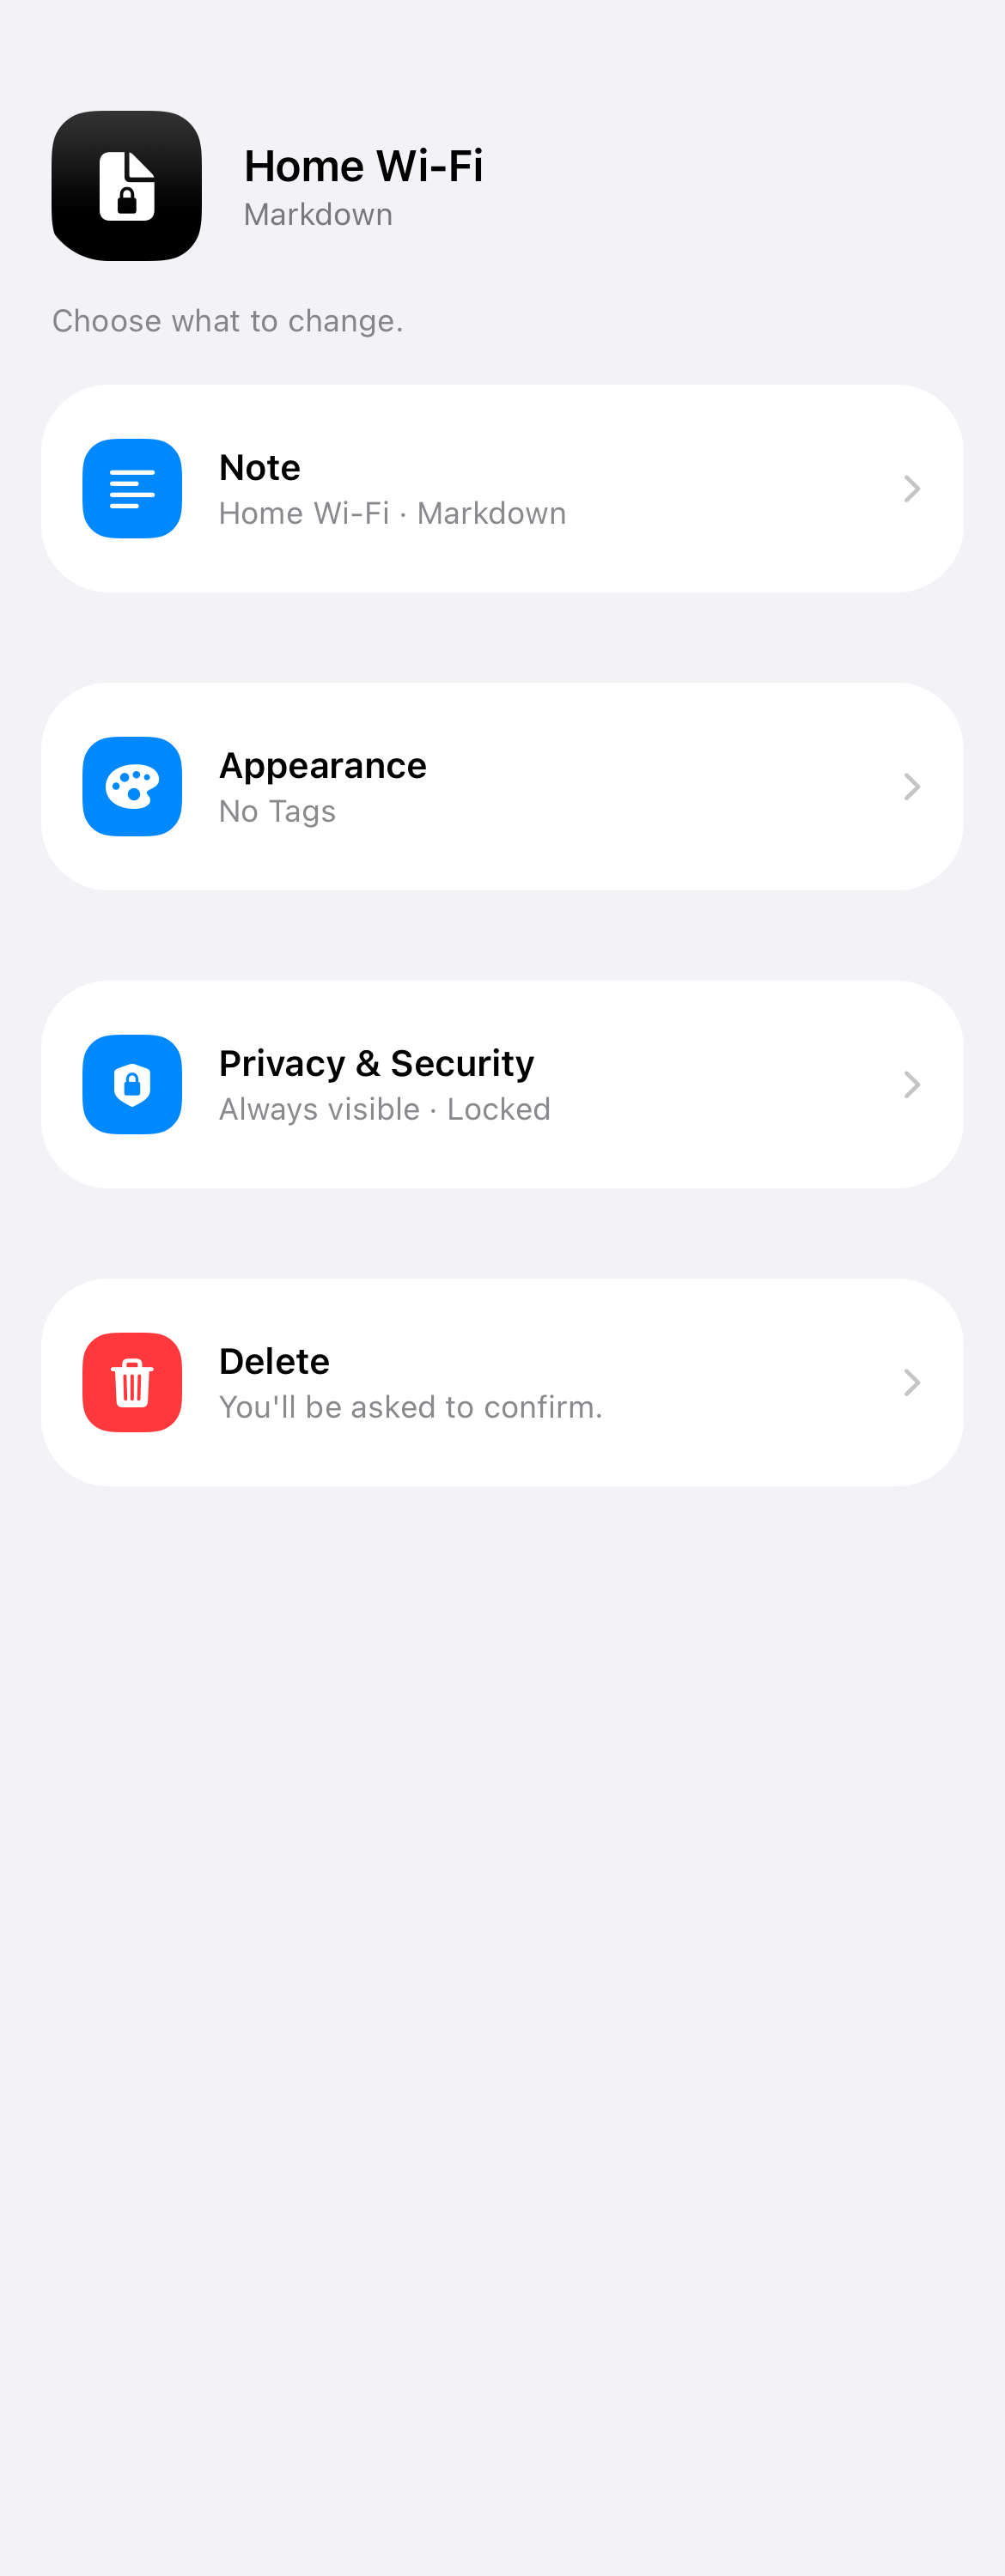 Home Wi-Fi
Markdown
Choose what to change.
Note
Home Wi-Fi · Markdown
Appearance
No Tags
Privacy & Security
Always visible · Locked
Delete
You'll be asked to confirm.